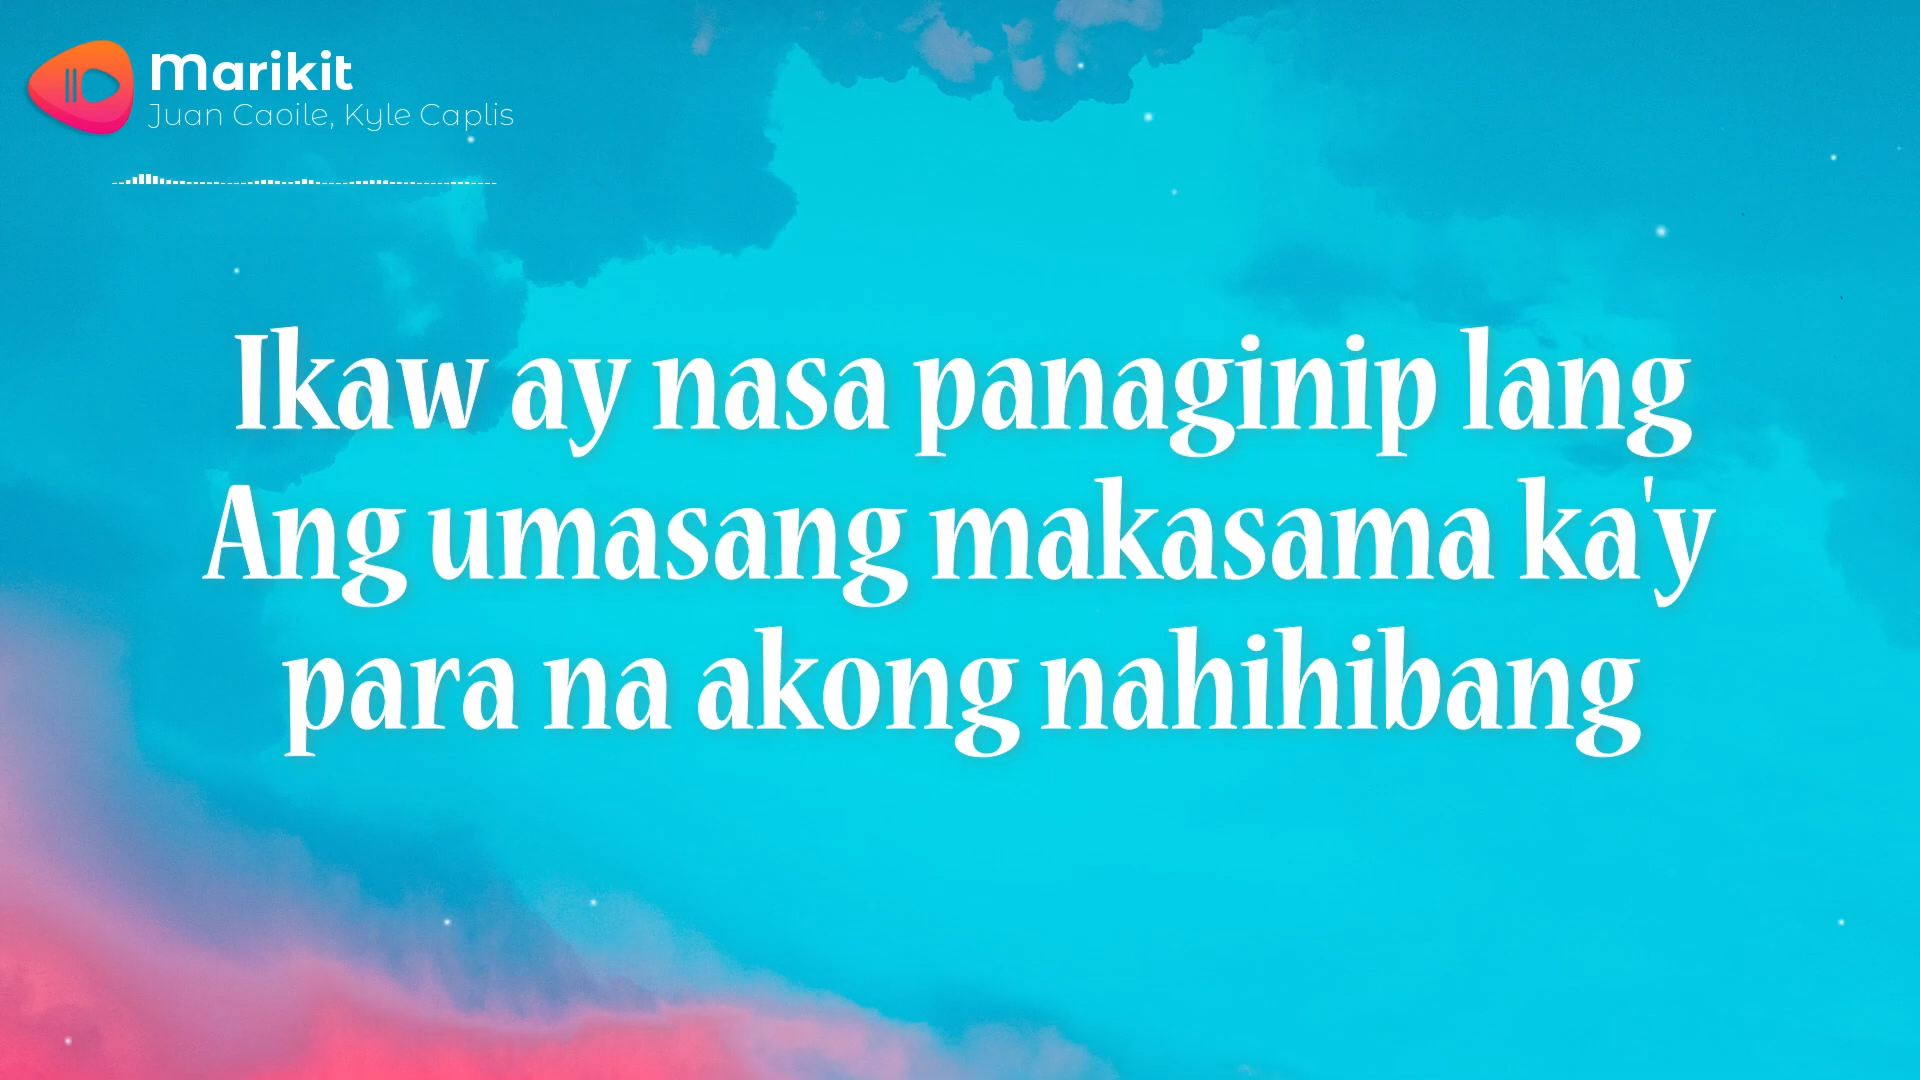 Marikit
Juan Caoile, Kyle Caplis
Ikaw ay nasa panaginip lang
Ang umasang makasama ka'y
para na akong nahihibang